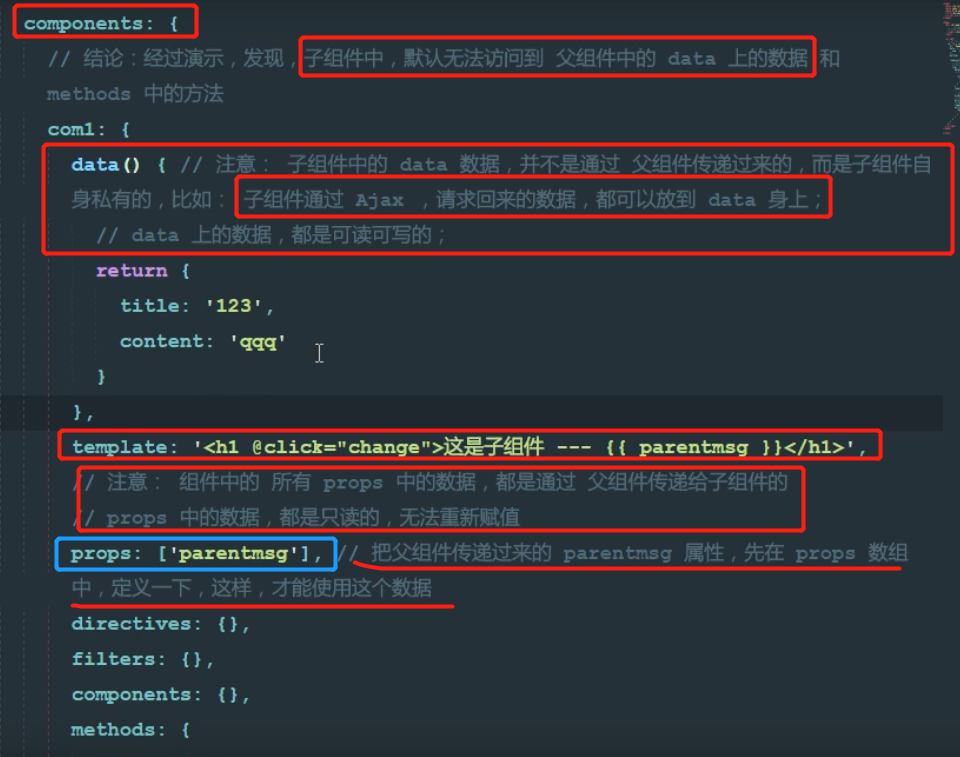 components: {
// 结论：经过演示，发现，子组件中，默认无法访问到 父组件中的 data 上的数据 和
methods 中的方法
com1: {
data() { // 注意： 子组件中的 data 数据，并不是通过 父组件传递过来的，而是子组件自
身私有的，比如： 子组件通过 Ajax ，请求回来的数据，都可以放到 data 身上；
// data 上的数据，都是可读可写的；
return {
title: '123',
content: 'qqq'
}
},
template: '<h1 @click="change">这是子组件 --- {{ parentmsg }}</h1>',
// 注意： 组件中的 所有 props 中的数据，都是通过 父组件传递给子组件的
// props 中的数据，都是只读的，无法重新赋值
props: ['parentmsg'], // 把父组件传递过来的 parentmsg 属性，先在 props 数组
中，定义一下，这样，才能使用这个数据
directives: {},
filters: {},
components: {},
methods: {